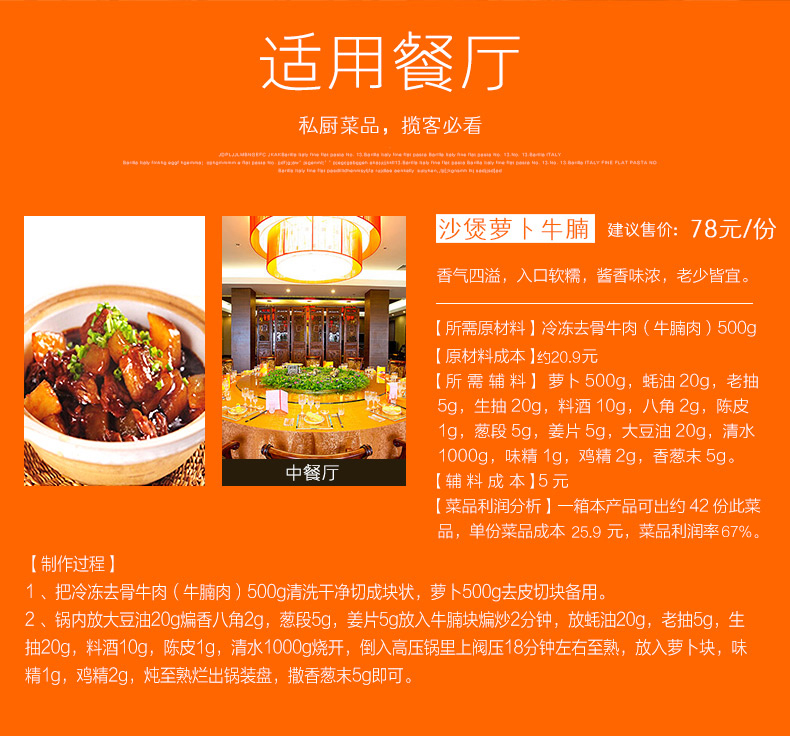 适用餐厅
私厨菜品，揽客必看
沙煲萝卜牛腩 建议售价：78元/份
香气四溢，入口软糯，酱香味浓，老少皆宜。
【所需原材料】冷冻去骨牛肉（牛腩肉）500g
【原材料成本】约20.9元
【所需辅料】萝卜500g，蚝油20g，老抽
5g，生抽20g，料酒10g，八角2g，陈皮
1g，葱段5g，姜片5g，大豆油20g，清水
1000g，味精1g，鸡精2g，香葱末5g。
【辅料成本】5元
【菜品利润分析】一箱本产品可出约42份此菜
品，单份菜品成本 25.9 元，菜品利润率67%。
中餐厅
【制作过程】
1、把冷冻去骨牛肉（牛腩肉）500g清洗干净切成块状，萝卜500g去皮切块备用。
2、锅内放大豆油20g煸香八角2g，葱段5g，姜片5g放入牛腩块煸炒2分钟，放蚝油20g，老抽5g，生
抽20g，料酒10g，陈皮1g，清水1000g烧开，倒入高压锅里上阀压18分钟左右至熟，放入萝卜块，味
精1g，鸡精2g，炖至熟烂出锅装盘，撒香葱末5g即可。